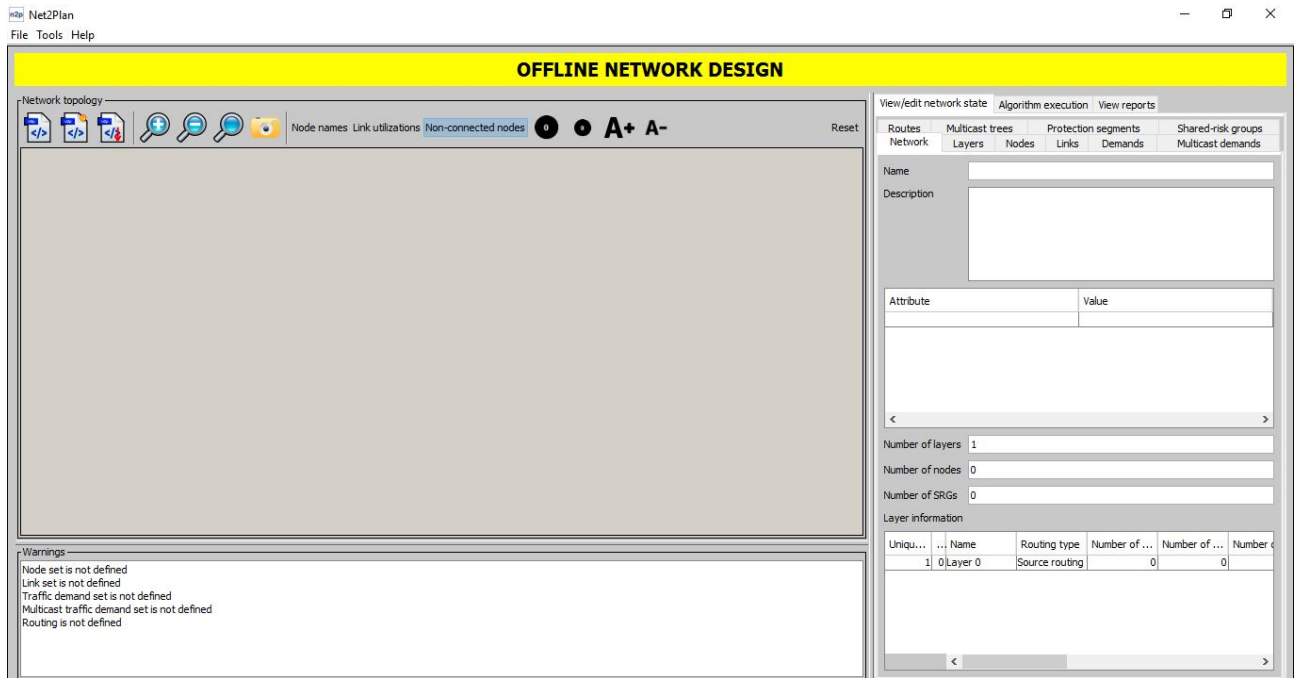 n2p Net2Plan
File Tools Help
OFFLINE NETWORK DESIGN
Network topology
</> </> </> Node names Link utilizations Non-connected nodes 0 0 A+ A- Reset
Warnings
Node set is not defined
Link set is not defined
Traffic demand set is not defined
Multicast traffic demand set is not defined
Routing is not defined
View/edit network state Algorithm execution View reports
Routes Multicast trees Protection segments Shared-risk groups
Network Layers Nodes Links Demands Multicast demands
Name
Description
Attribute Value
Number of layers 1
Number of nodes 0
Number of SRGs 0
Layer information
Uniqu... ... Name Routing type Number of ... Number of ... Number
1 0 Layer 0 Source routing 0 0